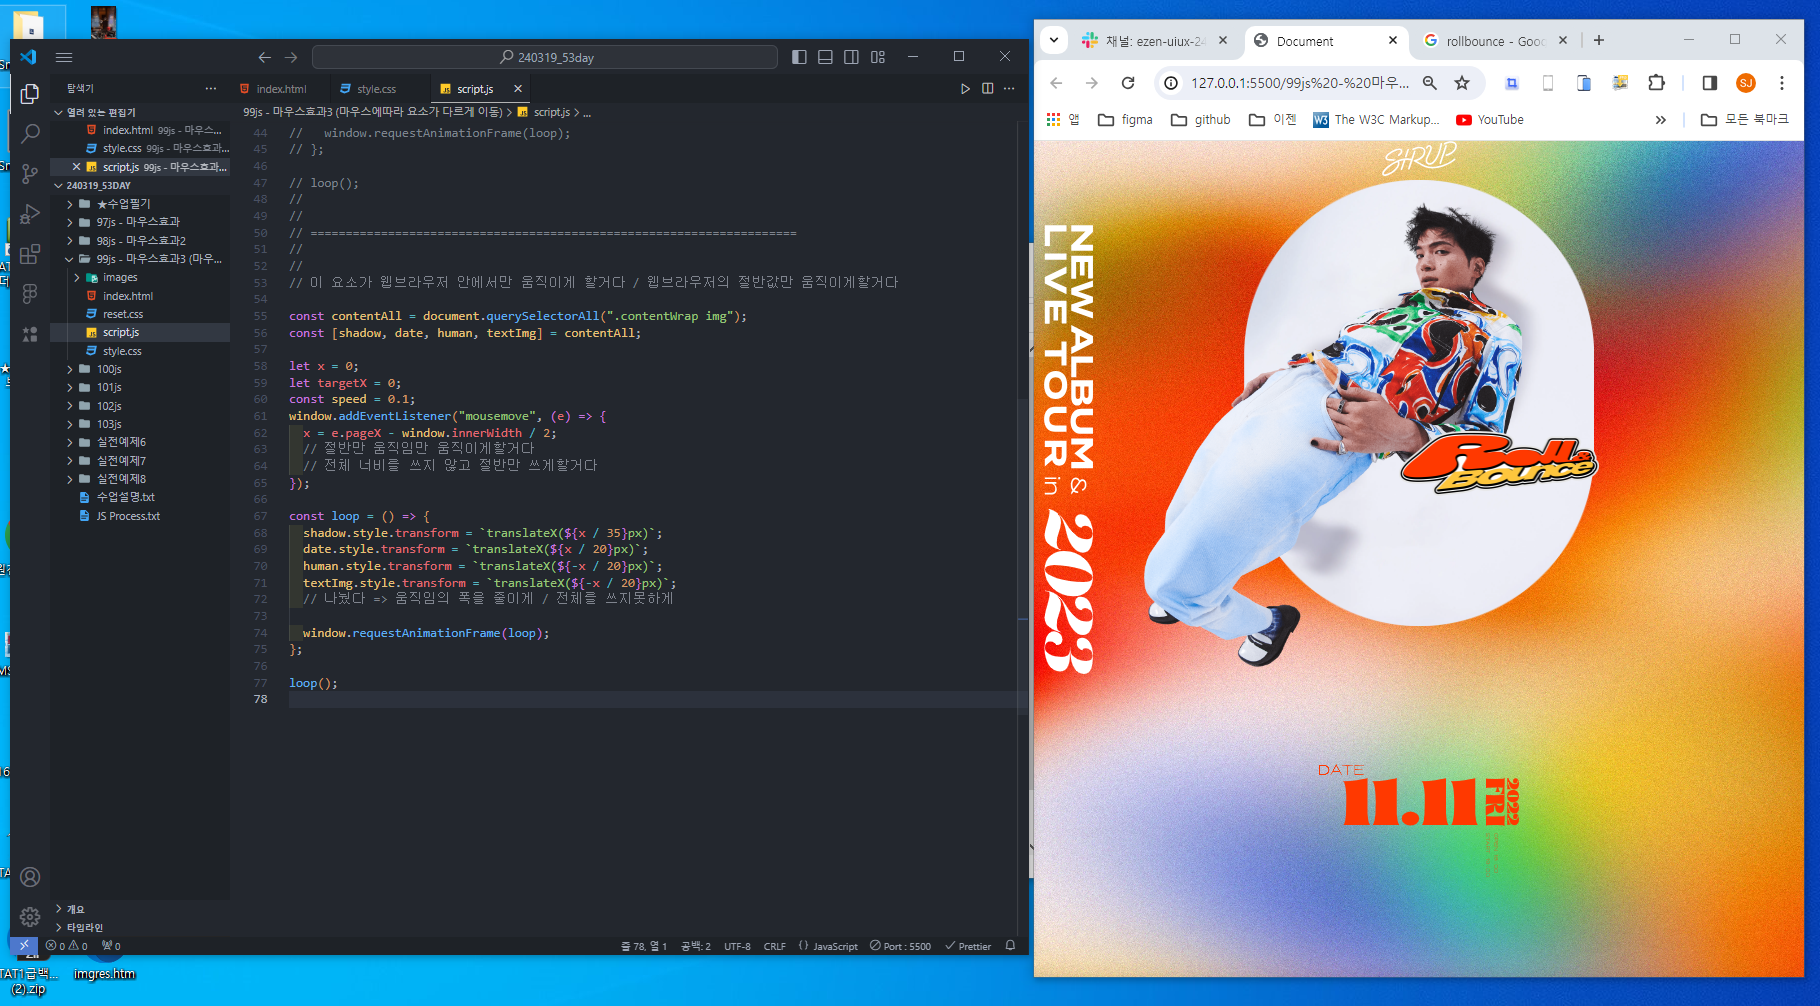 240319_53day
탐색기
index.html
style.css
script.js
열려 있는 편집기
index.html 99js - 마우스...
style.css 99js - 마우스효과...
script.js 99js - 마우스효과...
240319_53DAY
★수업필기
97js - 마우스효과
98js - 마우스효과2
99js - 마우스효과3 (마우...
images
index.html
reset.css
script.js
style.css
100js
101js
102js
103js
실전예제6
실전예제7
실전예제8
수업설명.txt
JS Process.txt
개요
타임라인
99js - 마우스효과3 (마우스에따라 요소가 다르게 이동) > script.js > ...
44 //   window.requestAnimationFrame(loop);
45 // };
46
47 // loop();
48 //
49 //
50 // =====================================================================
51 //
52 //
53 // 이 요소가 웹브라우저 안에서만 움직이게 할거다 / 웹브라우저의 절반값만 움직이게할거다
54
55 const contentAll = document.querySelectorAll(".contentWrap img");
56 const [shadow, date, human, textImg] = contentAll;
57
58 let x = 0;
59 let targetX = 0;
60 const speed = 0.1;
61 window.addEventListener("mousemove", (e) => {
62   x = e.pageX - window.innerWidth / 2;
63   // 절반만 움직임만 움직이게할거다
64   // 전체 너비를 쓰지 않고 절반만 쓰게할거다
65 });
66
67 const loop = () => {
68   shadow.style.transform = `translateX(${x / 35}px)`;
69   date.style.transform = `translateX(${x / 20}px)`;
70   human.style.transform = `translateX(${-x / 20}px)`;
71   textImg.style.transform = `translateX(${-x / 20}px)`;
72   // 나눴다 => 움직임의 폭을 줄이게 / 전체를 쓰지못하게
73
74   window.requestAnimationFrame(loop);
75 };
76
77 loop();
78
0 0 0
줄 78, 열 1 공백: 2 UTF-8 CRLF {} JavaScript Port : 5500 Prettier
TAT1급백...
(2).zip
imgres.htm
채널: ezen-uiux-24
Document
rollbounce - Goog
127.0.0.1:5500/99js%20-%20마우...
SJ
앱
figma
github
이젠
The W3C Markup...
YouTube
모든 북마크
NEW ALBUM &
LIVE TOUR in 2023
Roll &
Bounce
DATE
11.11
FRI
2022